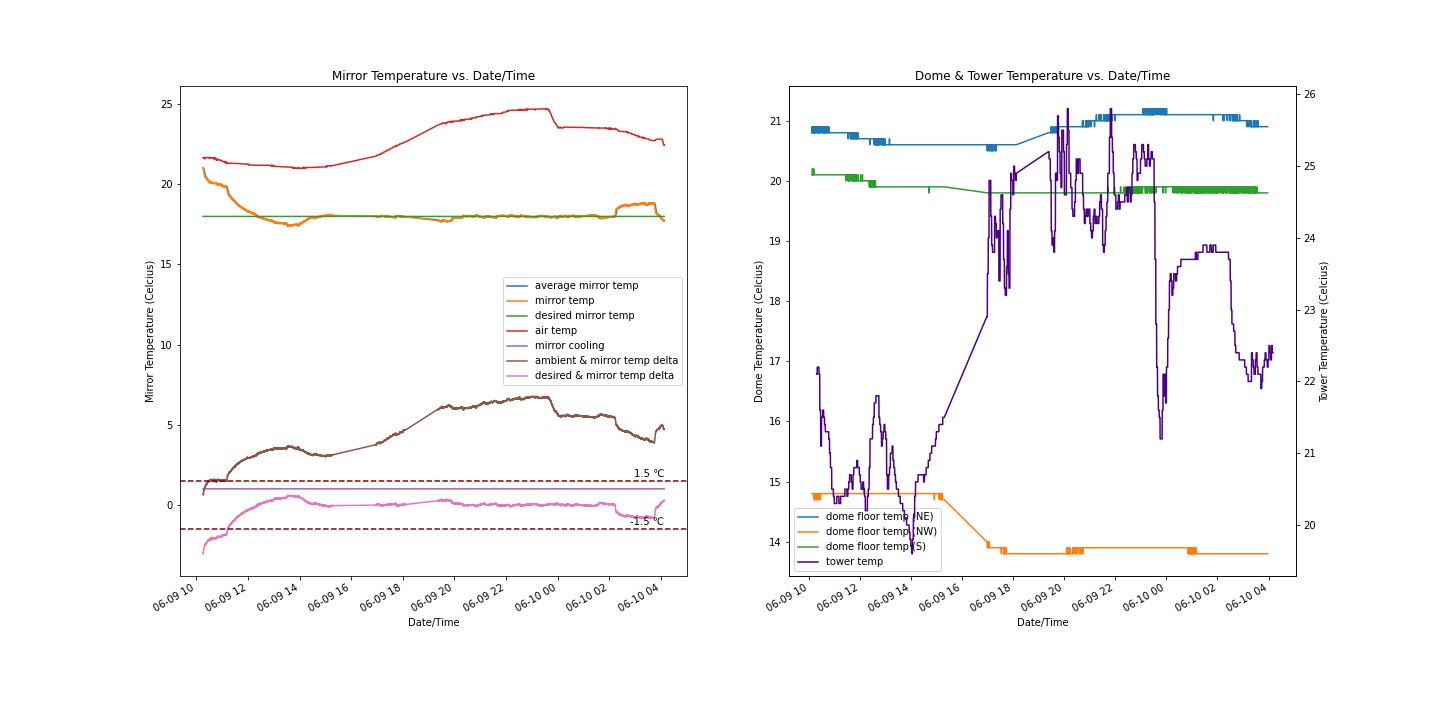 Mirror Temperature vs. Date/Time
Mirror Temperature (Celcius)
25
20
15
10
5
0
average mirror temp
mirror temp
desired mirror temp
air temp
mirror cooling
ambient & mirror temp delta
desired & mirror temp delta
1.5 °C
-1.5 °C
06-09 10
06-09 12
06-09 14
06-09 16
06-09 18
06-09 20
06-09 22
06-10 00
06-10 02
06-10 04
Date/Time
Dome & Tower Temperature vs. Date/Time
Dome Temperature (Celcius)
21
20
19
18
17
16
15
14
dome floor temp (NE)
dome floor temp (NW)
dome floor temp (S)
tower temp
06-09 10
06-09 12
06-09 14
06-09 16
06-09 18
06-09 20
06-09 22
06-10 00
06-10 02
06-10 04
Date/Time
26
25
24
23
22
21
20
Tower Temperature (Celcius)